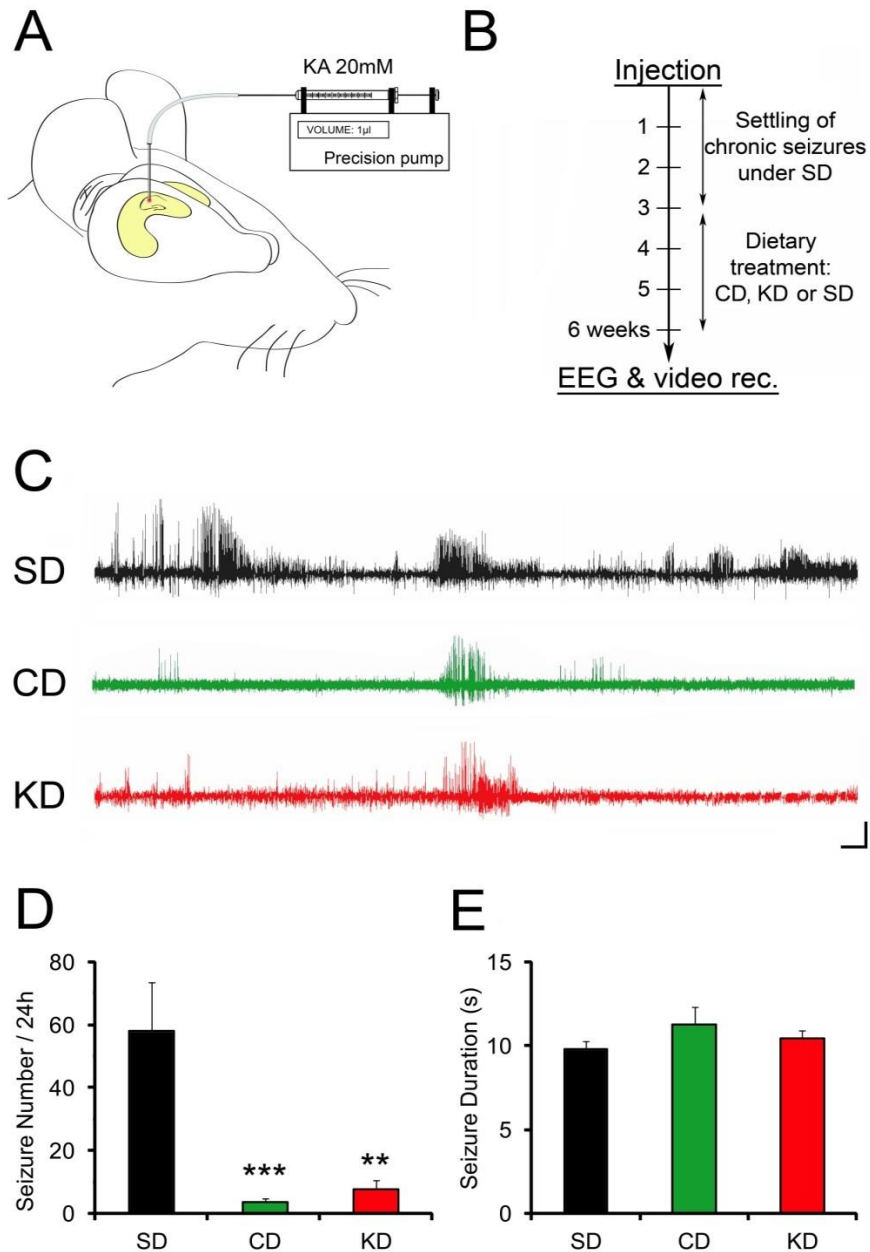 A
KA 20mM
VOLUME: 1µl
Precision pump
B
Injection
1
2
3
4
5
6 weeks
Settling of
chronic seizures
under SD
Dietary
treatment:
CD, KD or SD
EEG & video rec.
C
SD
CD
KD
D
Seizure Number / 24h
80
60
40
20
0
***
**
SD
CD
KD
E
Seizure Duration (s)
15
10
5
0
SD
CD
KD